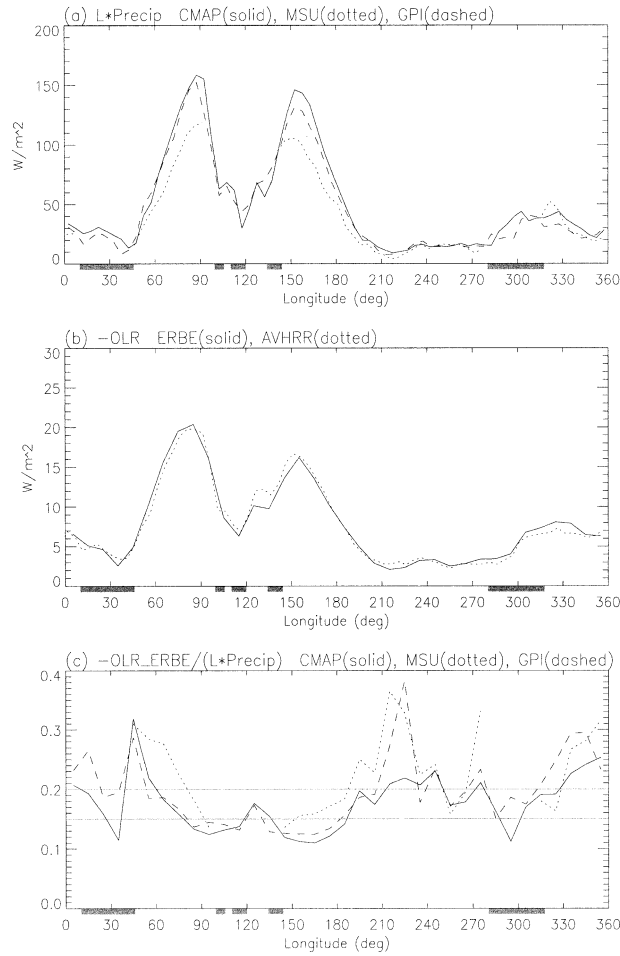 (a) L*Precip CMAP(solid), MSU(dotted), GPI(dashed)
200
150
100
50
0
W/m^2
0 30 60 90 120 150 180 210 240 270 300 330 360
Longitude (deg)
(b) -OLR ERBE(solid), AVHRR(dotted)
30
25
20
15
10
5
0
W/m^2
0 30 60 90 120 150 180 210 240 270 300 330 360
Longitude (deg)
(c) -OLR_ERBE/(L*Precip) CMAP(solid), MSU(dotted), GPI(dashed)
0.4
0.3
0.2
0.1
0.0
0 30 60 90 120 150 180 210 240 270 300 330 360
Longitude (deg)